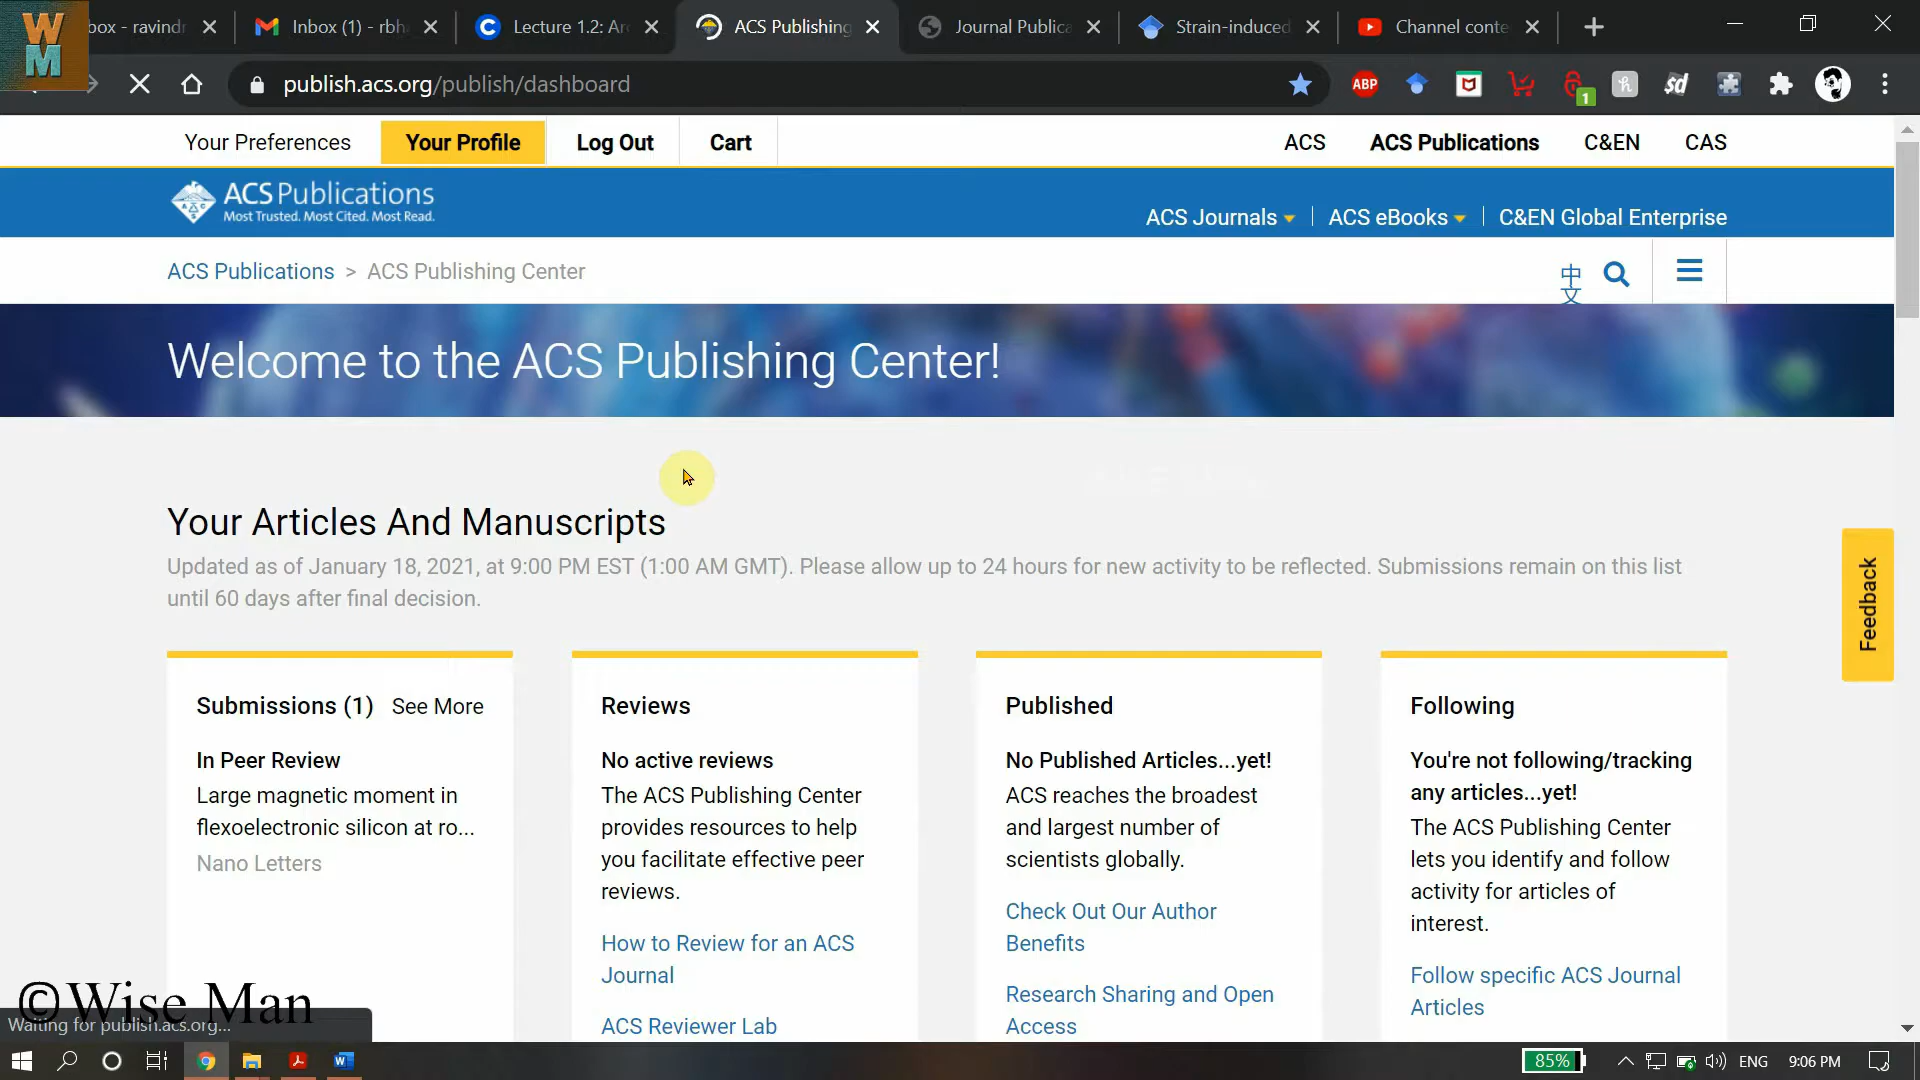 WM
box - ravindr
Inbox (1) - rbh
Lecture 1.2: Ar
ACS Publishing
Journal Publica
Strain-induced
Channel conte
publish.acs.org/publish/dashboard
ABP
1
Your Preferences
Your Profile
Log Out
Cart
ACS
ACS Publications
C&EN
CAS
ACS Publications
Most Trusted. Most Cited. Most Read.
ACS Journals
ACS eBooks
C&EN Global Enterprise
ACS Publications > ACS Publishing Center
中
文
Welcome to the ACS Publishing Center!
Your Articles And Manuscripts
Updated as of January 18, 2021, at 9:00 PM EST (1:00 AM GMT). Please allow up to 24 hours for new activity to be reflected. Submissions remain on this list
until 60 days after final decision.
Feedback
Submissions (1) See More
In Peer Review
Large magnetic moment in
flexoelectronic silicon at ro...
Nano Letters
Reviews
No active reviews
The ACS Publishing Center
provides resources to help
you facilitate effective peer
reviews.
How to Review for an ACS
Journal
ACS Reviewer Lab
Published
No Published Articles...yet!
ACS reaches the broadest
and largest number of
scientists globally.
Check Out Our Author
Benefits
Research Sharing and Open
Access
Following
You're not following/tracking
any articles...yet!
The ACS Publishing Center
lets you identify and follow
activity for articles of
interest.
Follow specific ACS Journal
Articles
©Wise Man
Waiting for publish.acs.org...
85%
ENG
9:06 PM